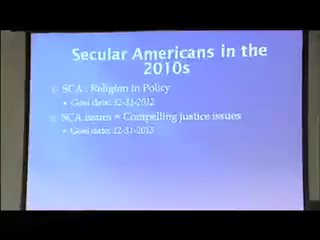 Secular Americans in the
2010s
SCA : Religion in Policy
• Goal date: 12-31-2012
SCA issues = Compelling justice issues
• Goal date: 12-31-2013